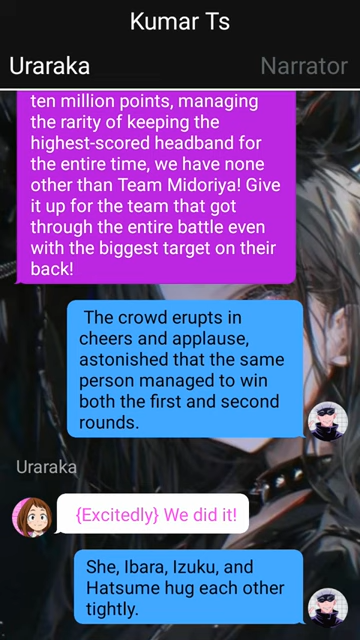 Kumar Ts
Uraraka
Narrator
ten million points, managing
the rarity of keeping the
highest-scored headband for
the entire time, we have none
other than Team Midoriya! Give
it up for the team that got
through the entire battle even
with the biggest target on their
back!
The crowd erupts in
cheers and applause,
astonished that the same
person managed to win
both the first and second
rounds.
Uraraka
{Excitedly} We did it!
She, Ibara, Izuku, and
Hatsume hug each other
tightly.